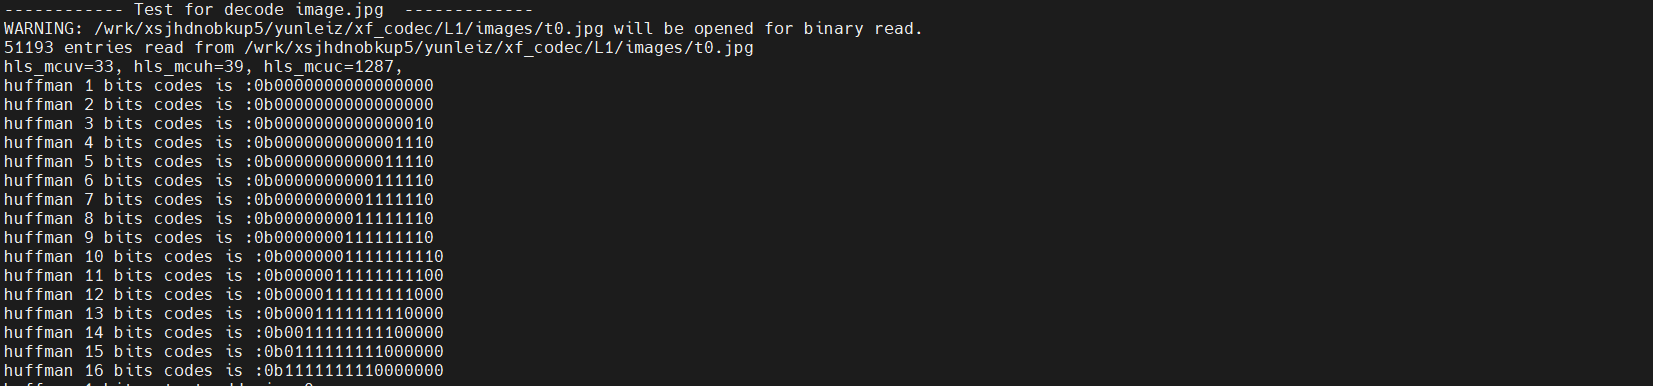 ------------ Test for decode image.jpg  -------------
WARNING: /wrk/xsjhdnobkup5/yunleiz/xf_codec/L1/images/t0.jpg will be opened for binary read.
51193 entries read from /wrk/xsjhdnobkup5/yunleiz/xf_codec/L1/images/t0.jpg
hls_mcuv=33, hls_mcuh=39, hls_mcuc=1287,
huffman 1 bits codes is :0b0000000000000000
huffman 2 bits codes is :0b0000000000000000
huffman 3 bits codes is :0b0000000000000010
huffman 4 bits codes is :0b0000000000001110
huffman 5 bits codes is :0b0000000000011110
huffman 6 bits codes is :0b0000000000111110
huffman 7 bits codes is :0b0000000001111110
huffman 8 bits codes is :0b0000000011111110
huffman 9 bits codes is :0b0000000111111110
huffman 10 bits codes is :0b0000001111111110
huffman 11 bits codes is :0b0000011111111100
huffman 12 bits codes is :0b0000111111111000
huffman 13 bits codes is :0b0001111111110000
huffman 14 bits codes is :0b0011111111100000
huffman 15 bits codes is :0b0111111111000000
huffman 16 bits codes is :0b1111111110000000